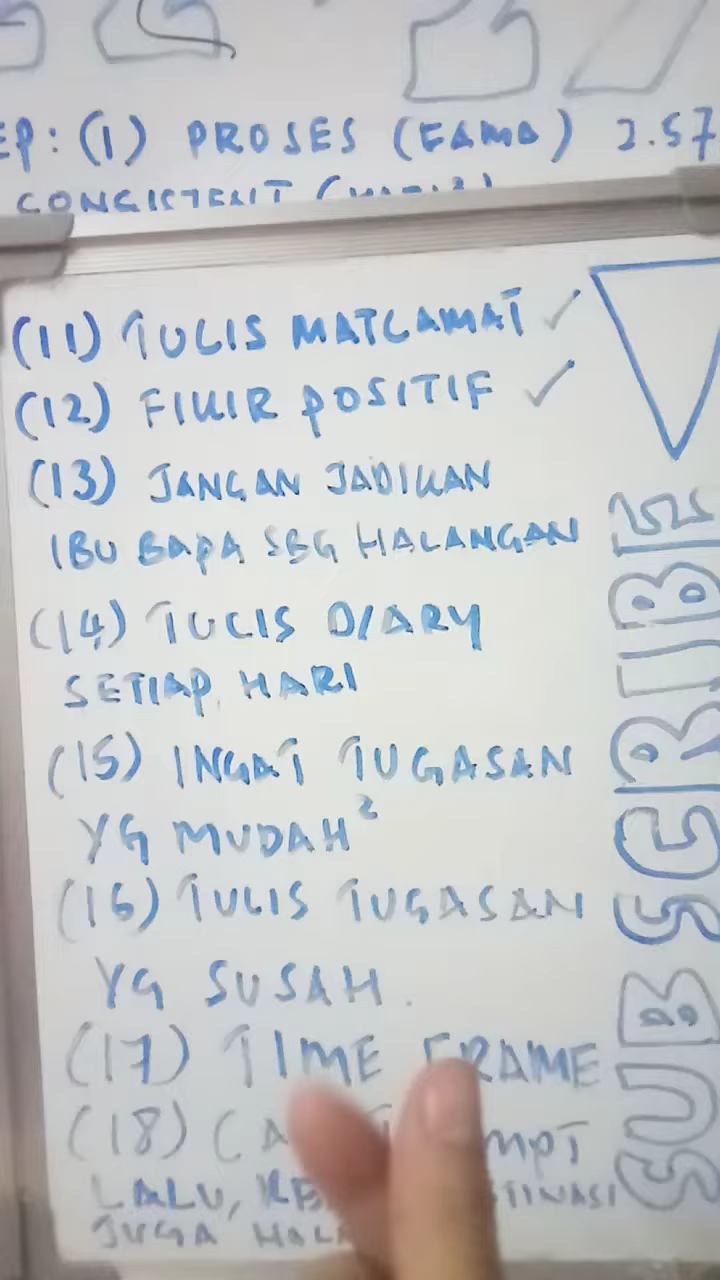 EP: (1) PROSES (FAMA) 2.57
CONSISTENT
(11) TULIS MATLAMAT ✓
(12) FIKIR POSITIF ✓
(13) JANGAN JADIKAN
IBU BAPA SBG HALANGAN
(14) TULIS DIARY
SETIAP HARI
(15) INGAT TUGASAN
YG MUDAH²
(16) TULIS TUGASAN
YG SUSAH.
(17) TIME FRAME
(18)
LALU,
JUGA
SUBSCRIBE